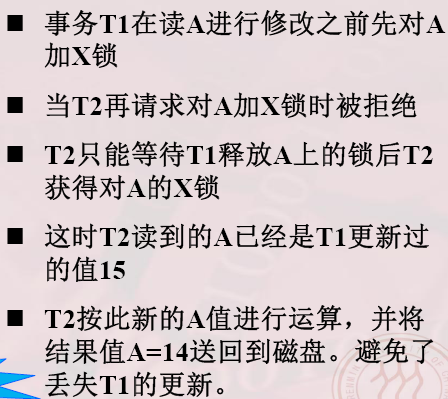 ■ 事务T1在读A进行修改之前先对A
加X锁
■ 当T2再请求对A加X锁时被拒绝
■ T2只能等待T1释放A上的锁后T2
获得对A的X锁
■ 这时T2读到的A已经是T1更新过
的值15
■ T2按此新的A值进行运算，并将
结果值A=14送回到磁盘。避免了
丢失T1的更新。